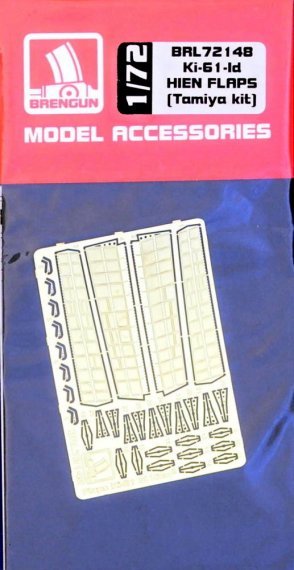 BRENGUN
1/72
BRL72148
Ki-61-Id
HIEN FLAPS
(Tamiya kit)
MODEL ACCESSORIES